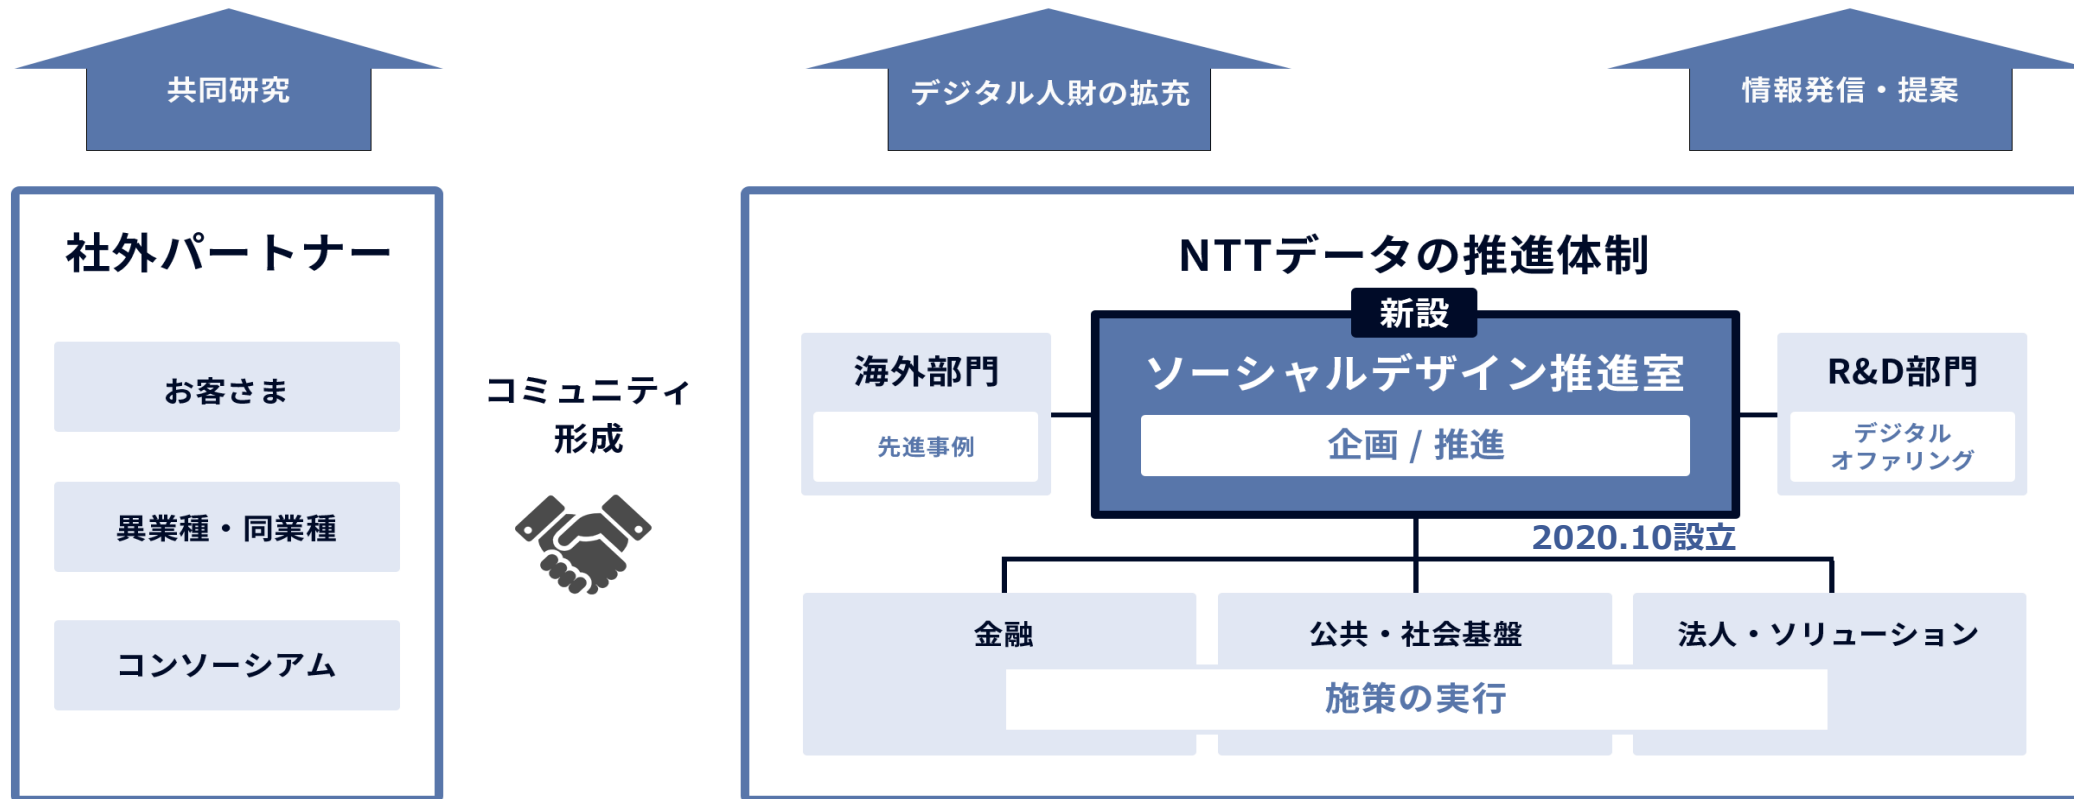 共同研究
デジタル人財の拡充
情報発信・提案
社外パートナー
お客さま
異業種・同業種
コンソーシアム
コミュニティ
形成
NTTデータの推進体制
新設
ソーシャルデザイン推進室
企画 / 推進
海外部門
先進事例
R&D部門
デジタル
オファリング
2020.10設立
金融
公共・社会基盤
法人・ソリューション
施策の実行